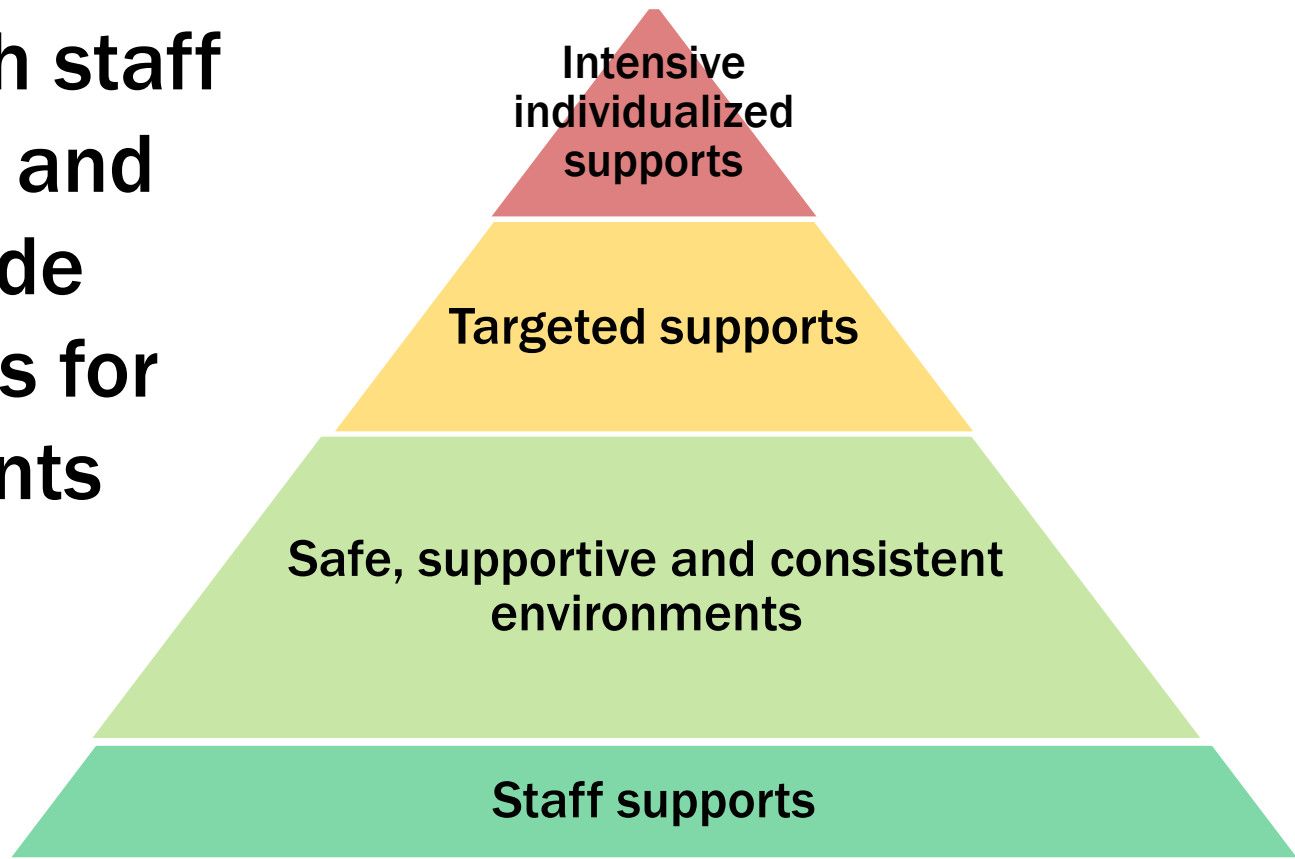 h staff
and
de
s for
nts
Intensive
individualized
supports
Targeted supports
Safe, supportive and consistent
environments
Staff supports